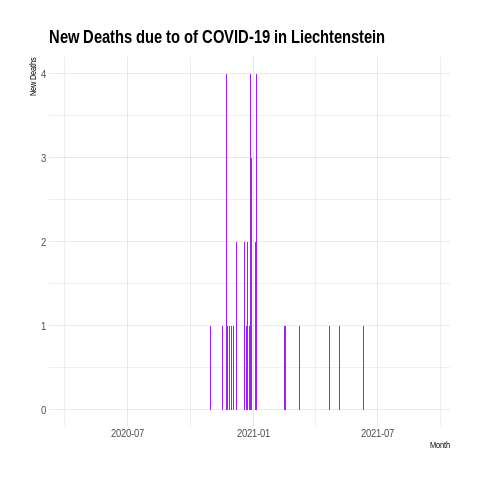 New Deaths due to of COVID-19 in Liechtenstein
New Deaths
4
3
2
1
0
2020-07 2021-01 2021-07
Month